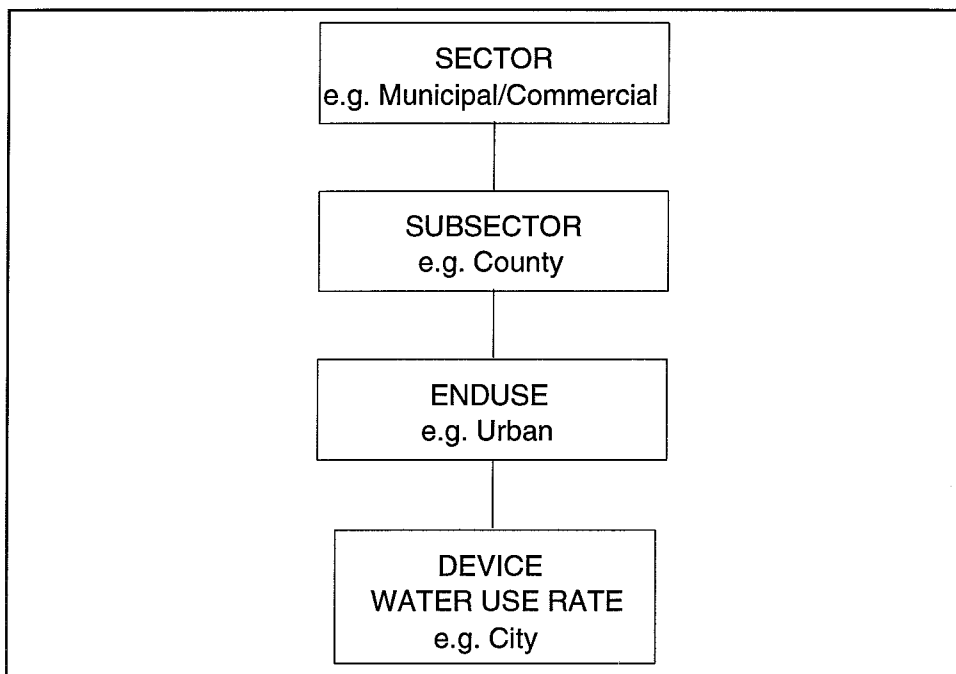 SECTOR
e.g. Municipal/Commercial
SUBSECTOR
e.g. County
ENDUSE
e.g. Urban
DEVICE
WATER USE RATE
e.g. City